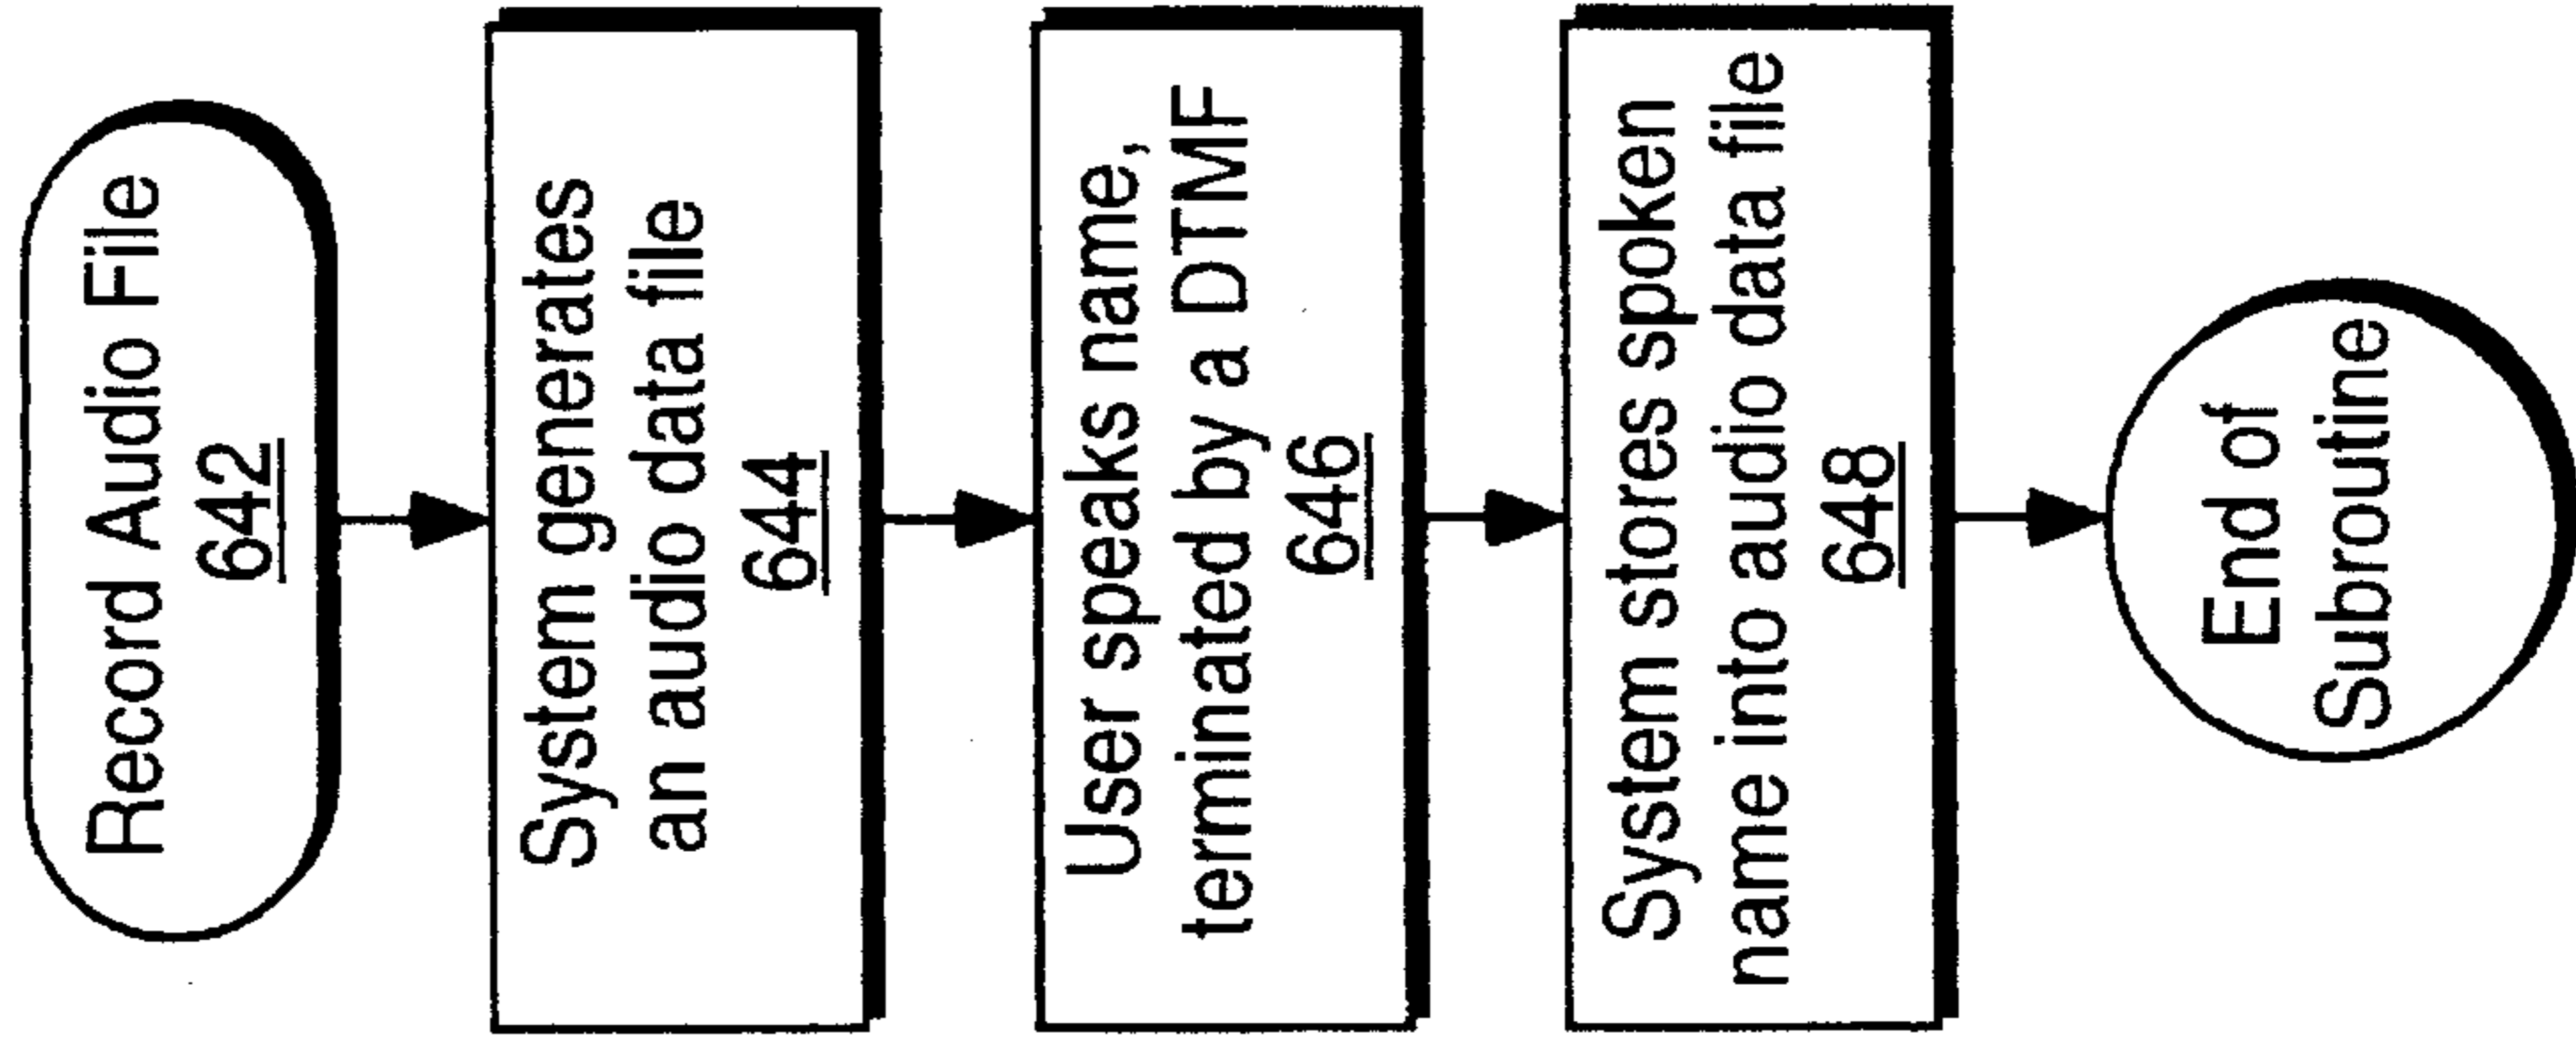 Record Audio File
642
System generates
an audio data file
644
User speaks name,
terminated by a DTMF
646
System stores spoken
name into audio data file
648
End of
Subroutine